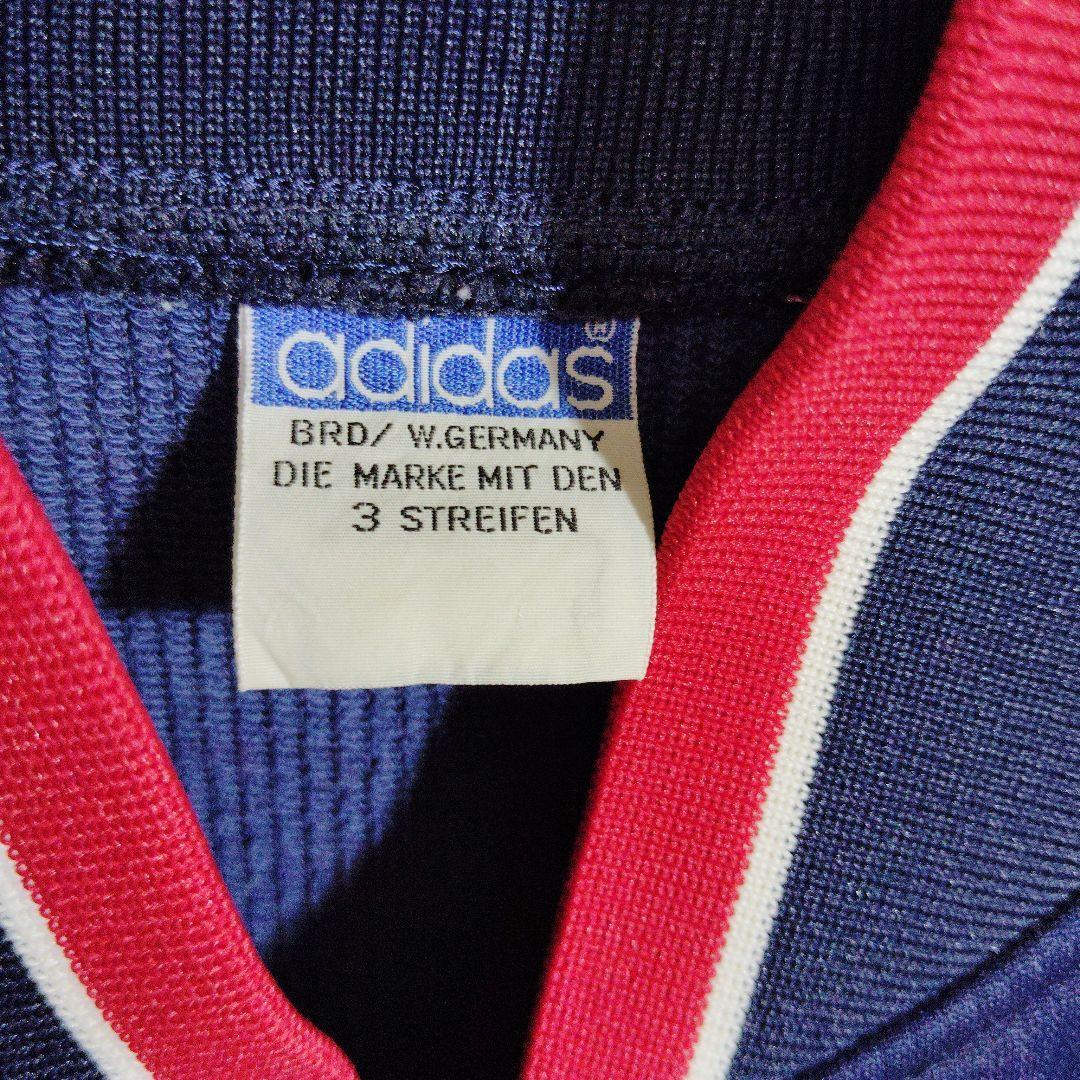 adidas®
BRD/ W.GERMANY
DIE MARKE MIT DEN
3 STREIFEN